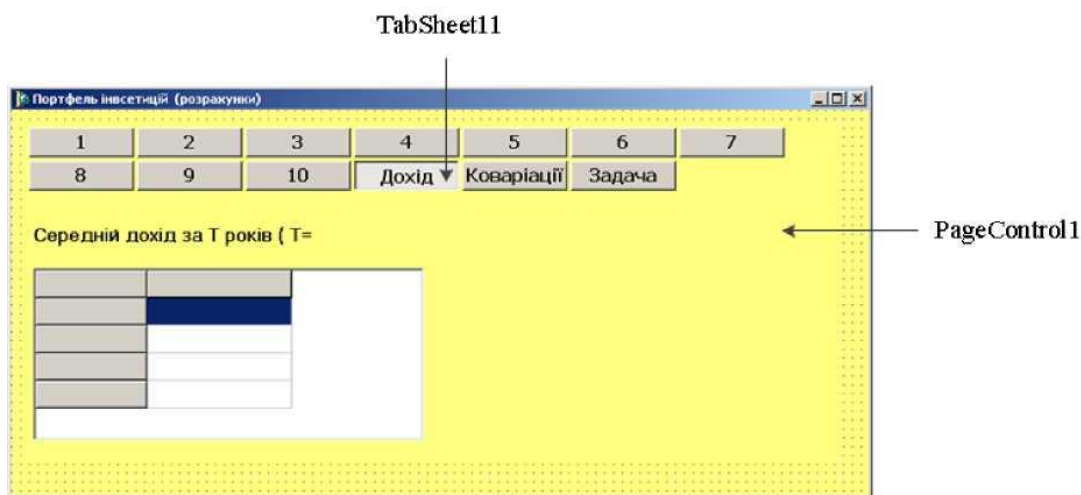 TabSheet11
Портфель інвсетицій (розрахунки)
1 2 3 4 5 6 7
8 9 10 Дохід Коваріації Задача
Середній дохід за Т років ( Т=
PageControl1